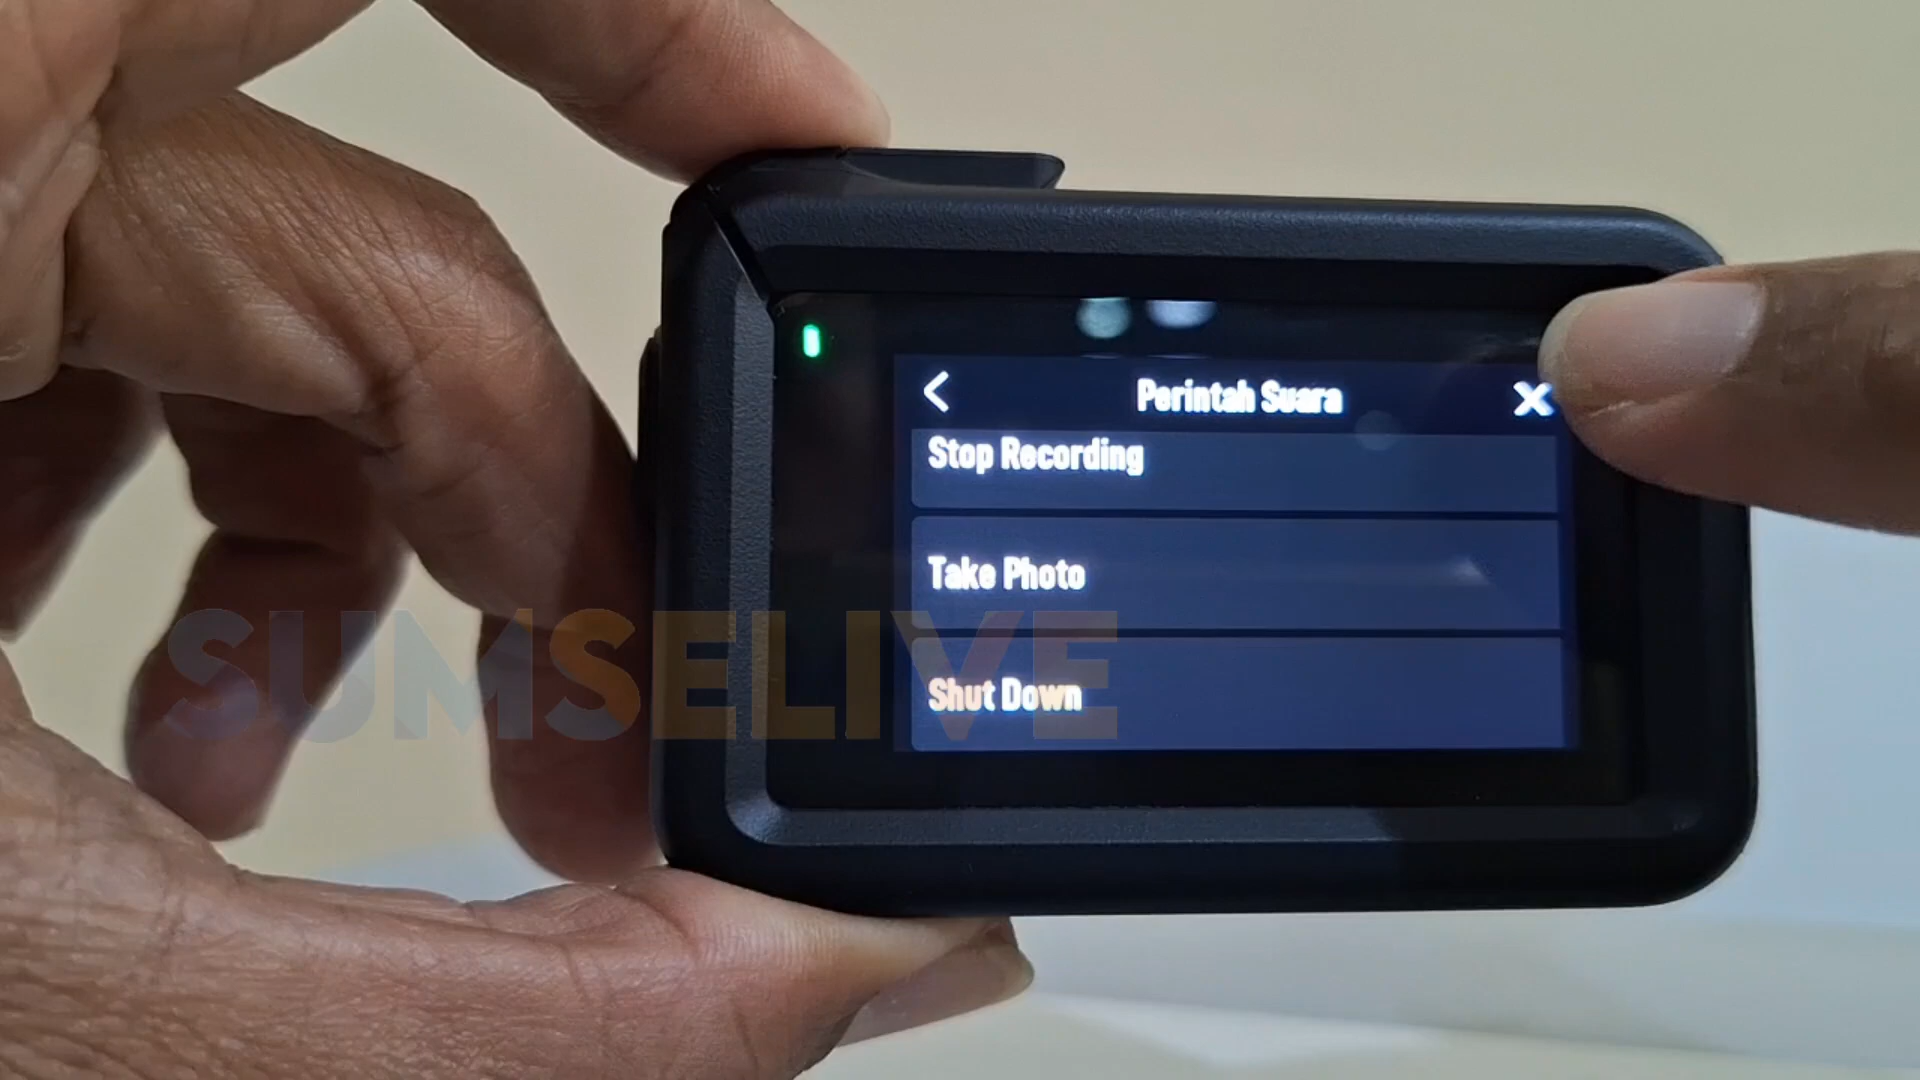 Perintah Suara
Stop Recording
Take Photo
Shut Down
SUMSELIVE